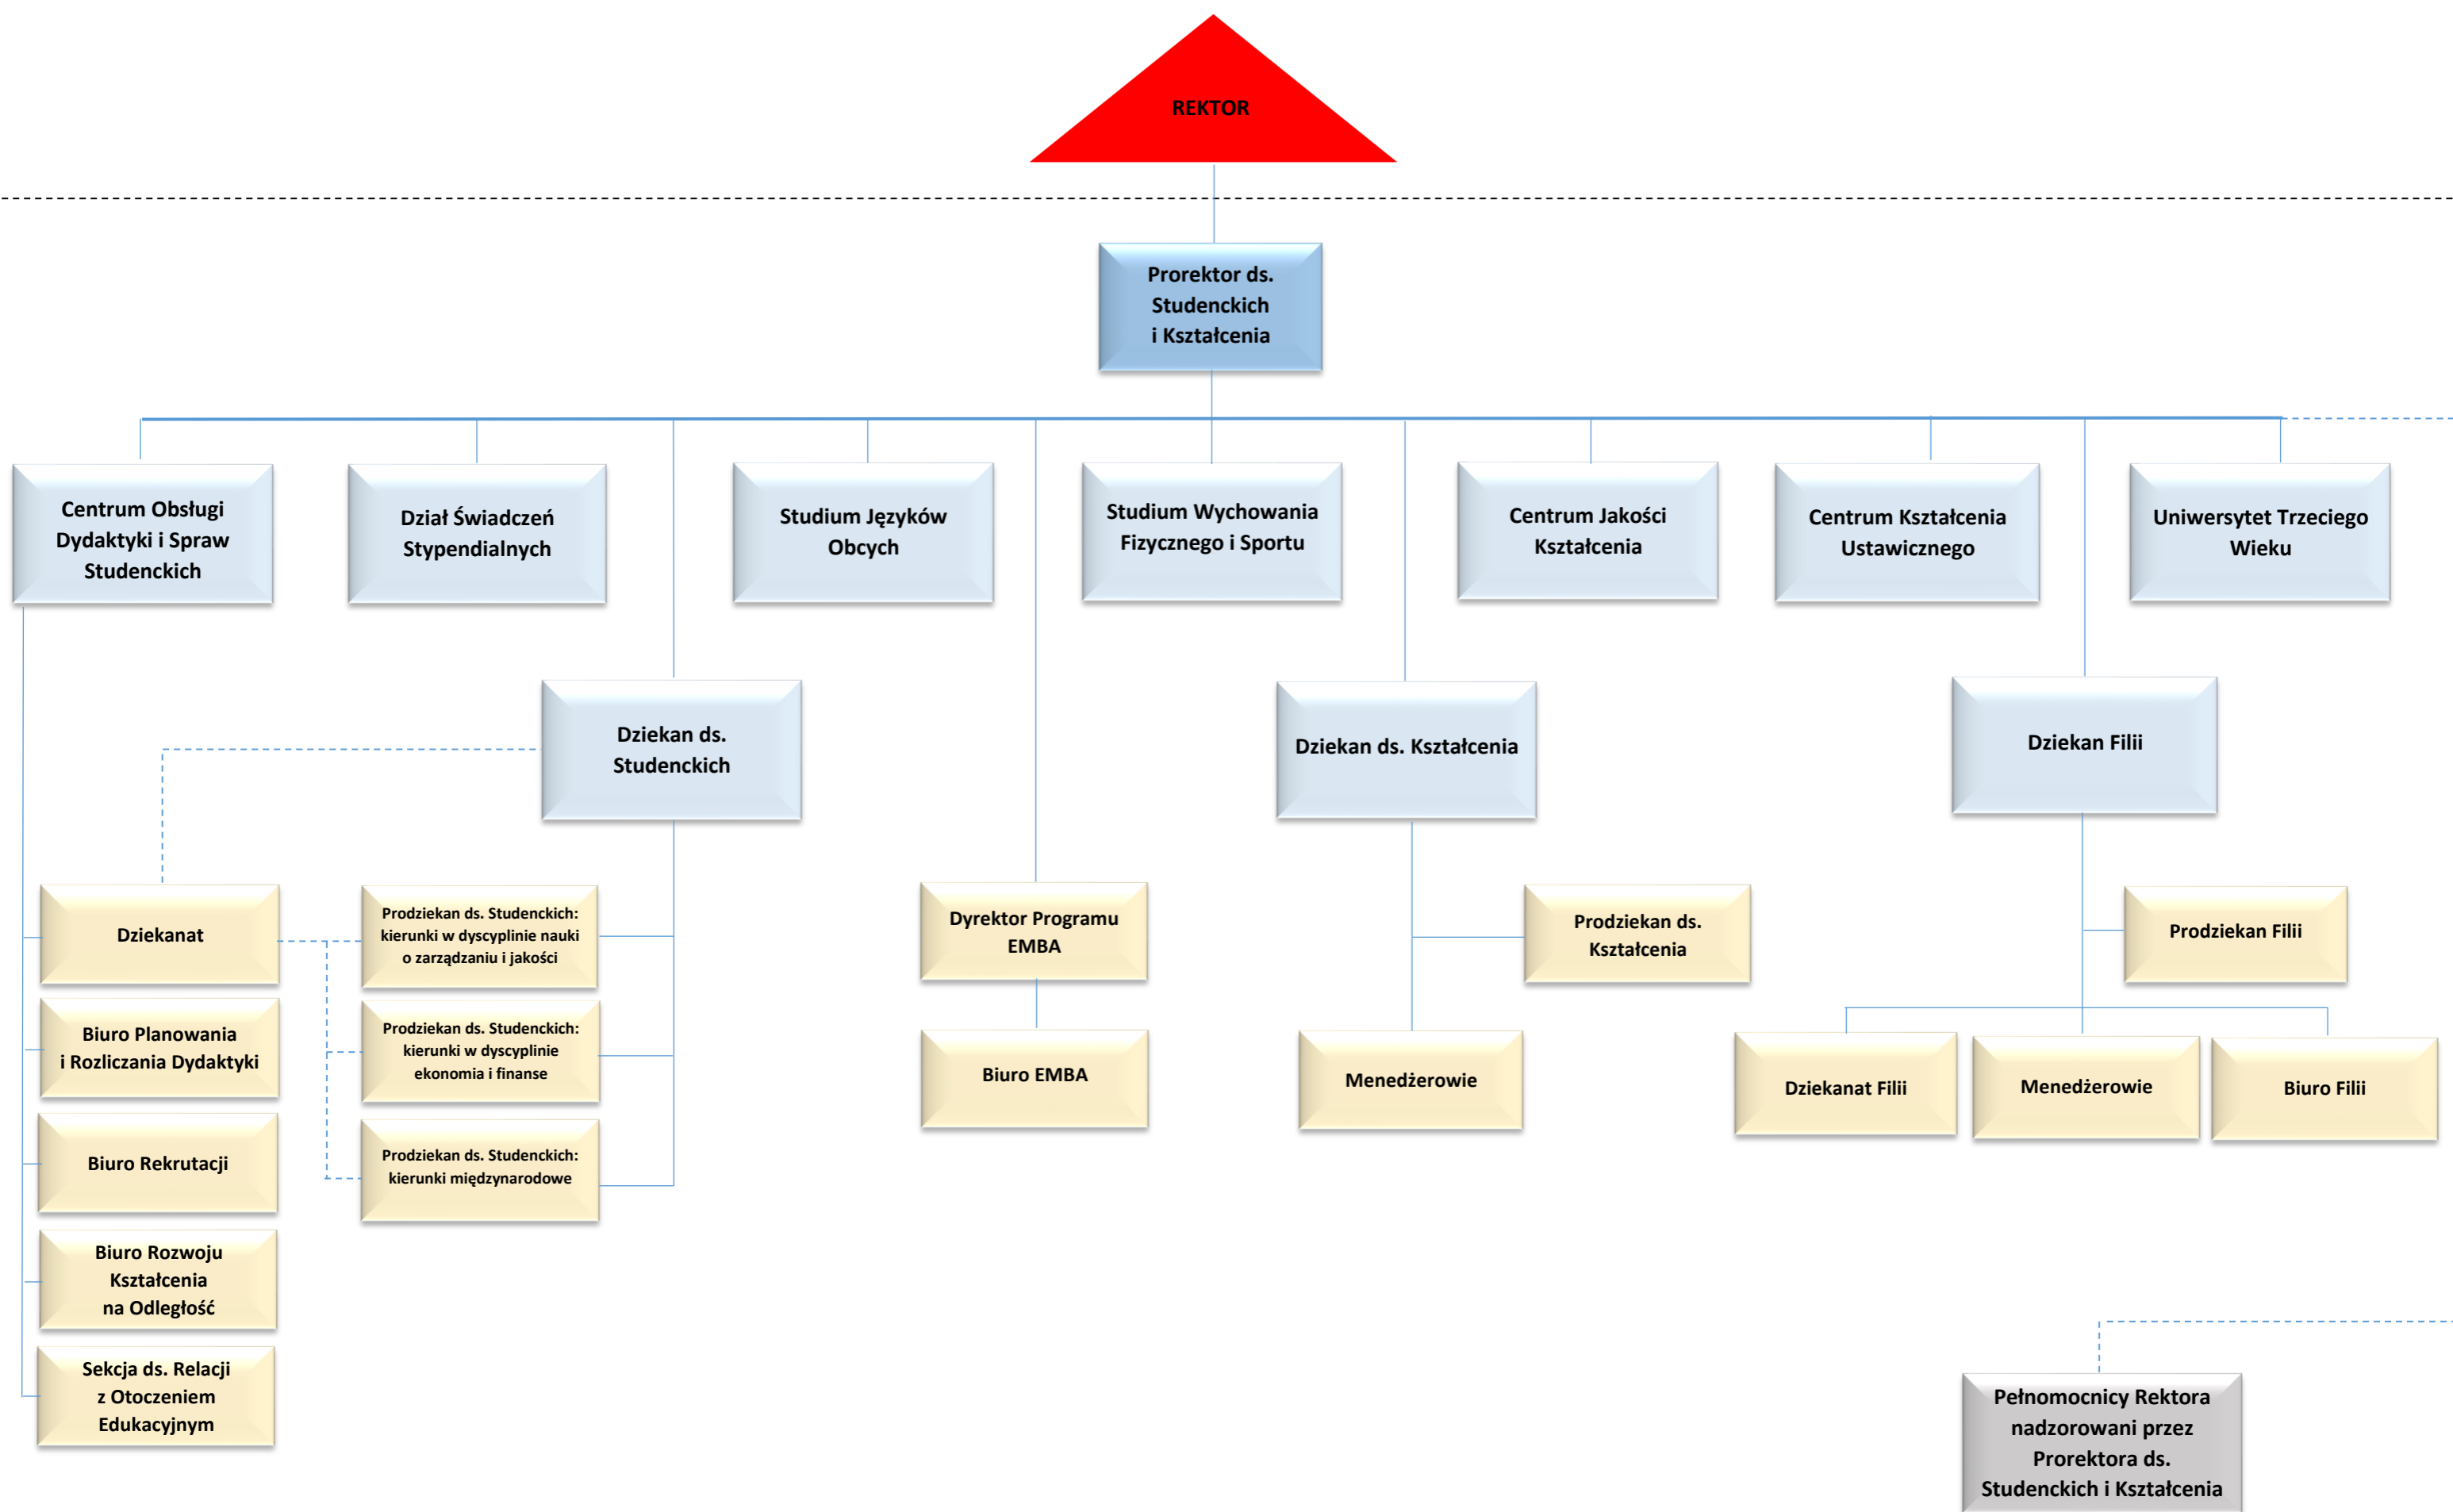 REKTOR
Prorektor ds.
Studenckich
i Kształcenia
Centrum Obsługi
Dydaktyki i Spraw
Studenckich
Dział Świadczeń
Stypendialnych
Studium Języków
Obcych
Studium Wychowania
Fizycznego i Sportu
Centrum Jakości
Kształcenia
Centrum Kształcenia
Ustawicznego
Uniwersytet Trzeciego
Wieku
Dziekan ds.
Studenckich
Dziekan ds. Kształcenia
Dziekan Filii
Dziekanat
Prodziekan ds. Studenckich:
kierunki w dyscyplinie nauki
o zarządzaniu i jakości
Dyrektor Programu
EMBA
Prodziekan ds.
Kształcenia
Prodziekan Filii
Biuro Planowania
i Rozliczania Dydaktyki
Prodziekan ds. Studenckich:
kierunki w dyscyplinie
ekonomia i finanse
Biuro EMBA
Menedżerowie
Dziekanat Filii
Menedżerowie
Biuro Filii
Biuro Rekrutacji
Prodziekan ds. Studenckich:
kierunki międzynarodowe
Biuro Rozwoju
Kształcenia
na Odległość
Sekcja ds. Relacji
z Otoczeniem
Edukacyjnym
Pełnomocnicy Rektora
nadzorowani przez
Prorektora ds.
Studenckich i Kształcenia